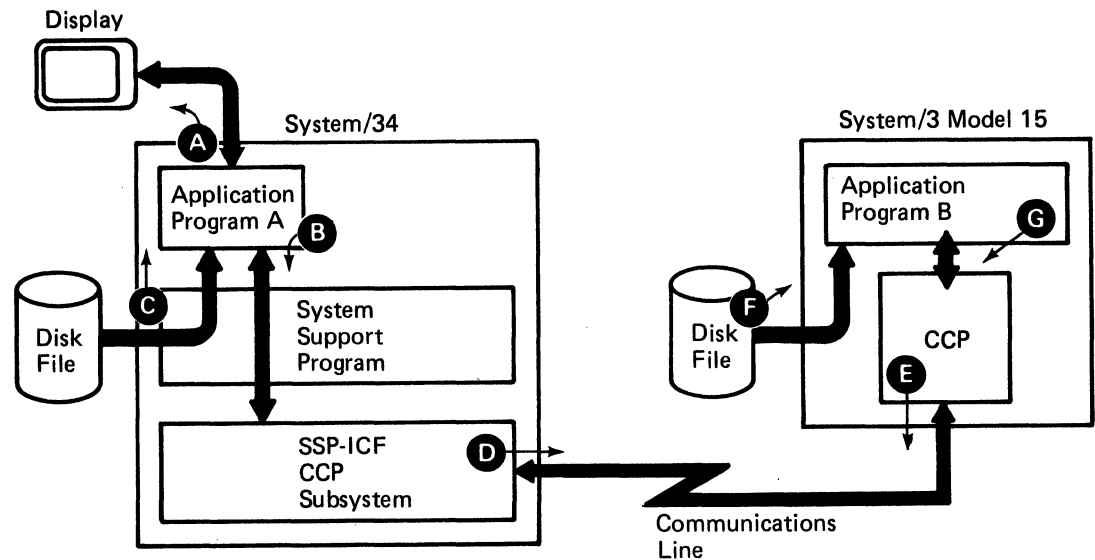 Display
System/34
A
Application
Program A
B
C
Disk
File
System
Support
Program
SSP-ICF
CCP
Subsystem
D
Communications
Line
System/3 Model 15
Application
Program B
G
F
Disk
File
CCP
E